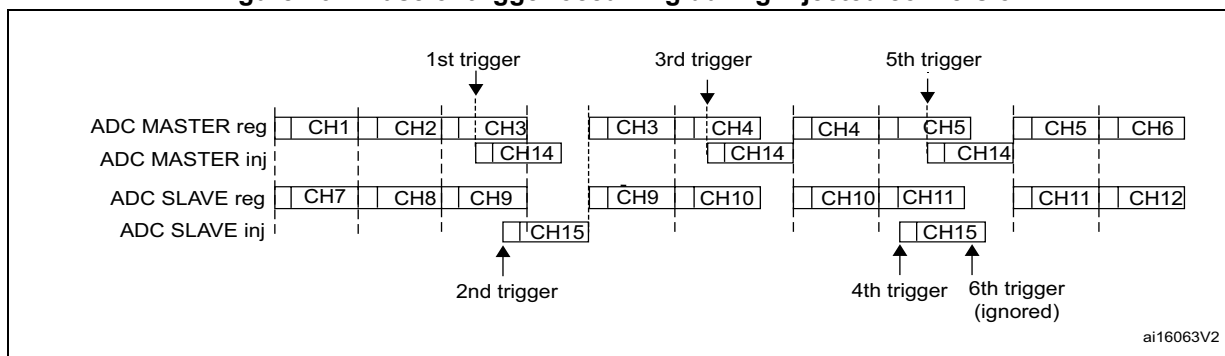 1st trigger 3rd trigger 5th trigger
ADC MASTER reg CH1 CH2 CH3 CH3 CH4 CH4 CH5 CH5 CH6
ADC MASTER inj CH14 CH14 CH14
ADC SLAVE reg CH7 CH8 CH9 CH9 CH10 CH10 CH11 CH11 CH12
ADC SLAVE inj CH15 CH15
2nd trigger 4th trigger 6th trigger
(ignored)
ai16063V2